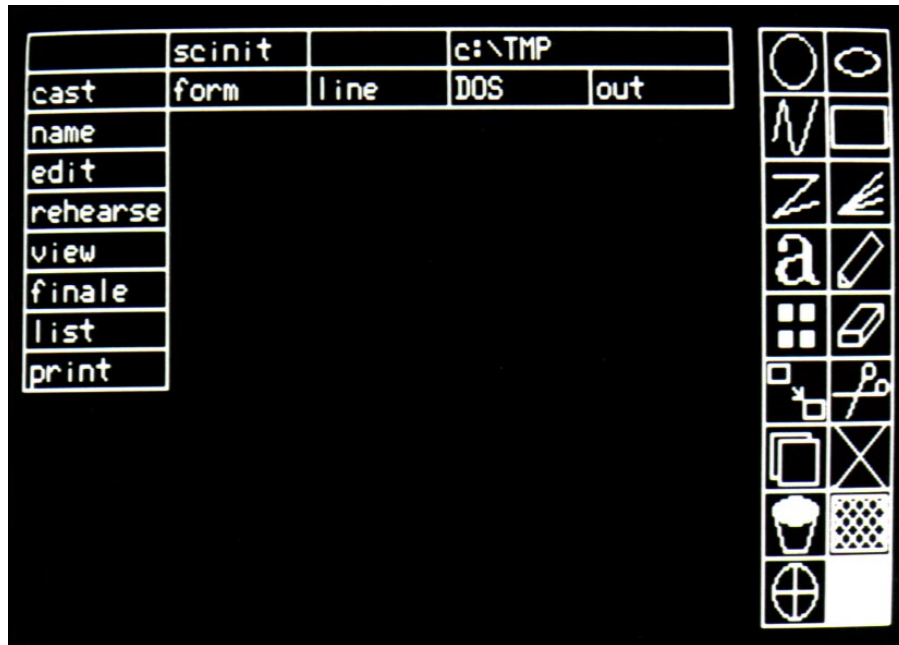 scinit c:\TMP
cast form line DOS out
name
edit
rehearse
view
finale
list
print
a